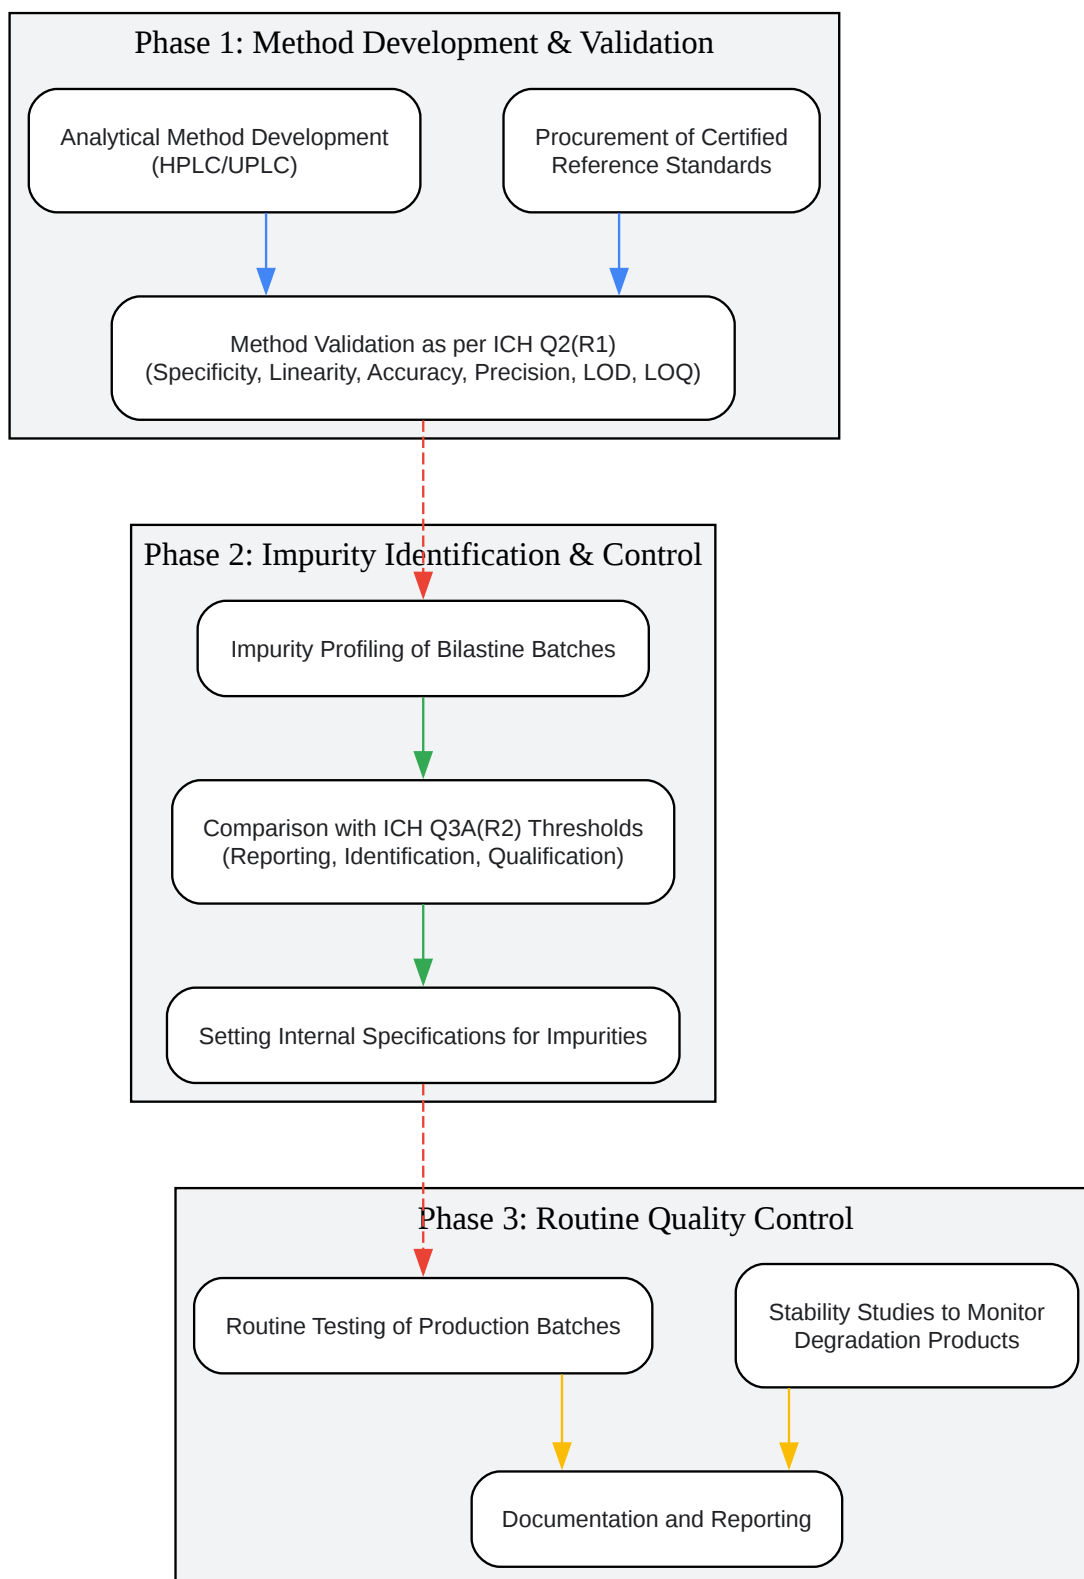 Phase 1: Method Development & Validation
Analytical Method Development
(HPLC/UPLC)
Procurement of Certified
Reference Standards
Method Validation as per ICH Q2(R1)
(Specificity, Linearity, Accuracy, Precision, LOD, LOQ)
Phase 2: Impurity Identification & Control
Impurity Profiling of Bilastine Batches
Comparison with ICH Q3A(R2) Thresholds
(Reporting, Identification, Qualification)
Setting Internal Specifications for Impurities
Phase 3: Routine Quality Control
Routine Testing of Production Batches
Stability Studies to Monitor
Degradation Products
Documentation and Reporting